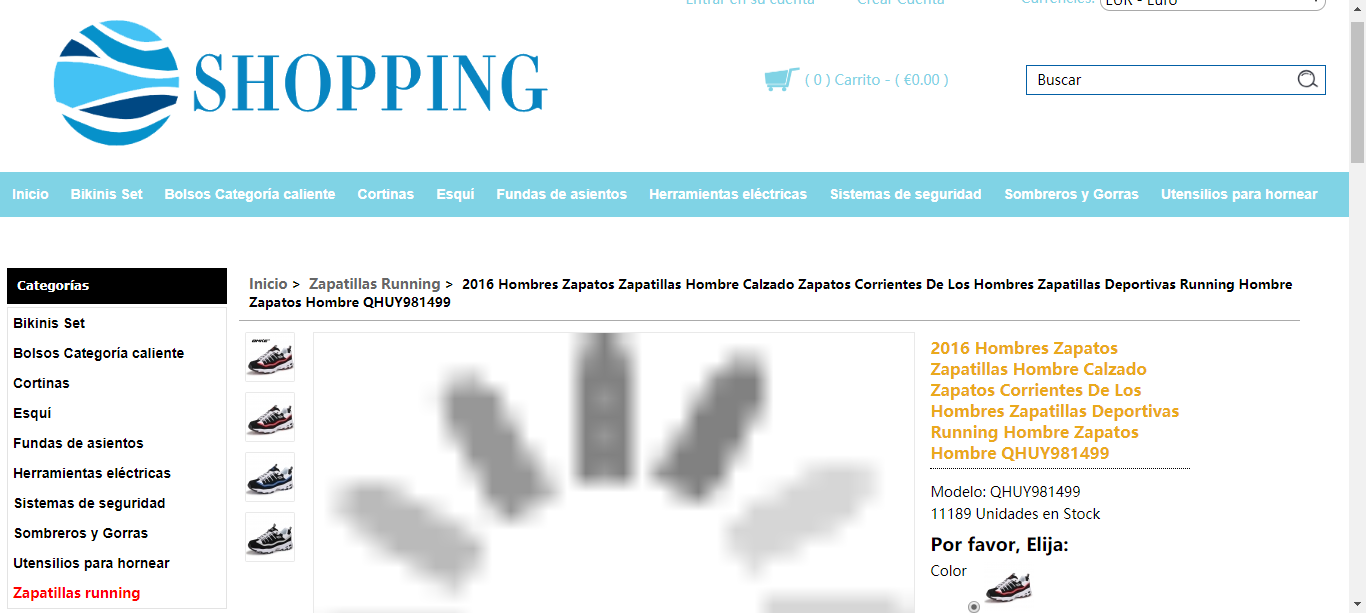 Entrar en su cuenta Crear Cuenta Currencies: EUR - Euro
SHOPPING
( 0 ) Carrito - ( €0.00 )
Buscar
Inicio Bikinis Set Bolsos Categoría caliente Cortinas Esquí Fundas de asientos Herramientas eléctricas Sistemas de seguridad Sombreros y Gorras Utensilios para hornear
Categorías
Bikinis Set
Bolsos Categoría caliente
Cortinas
Esquí
Fundas de asientos
Herramientas eléctricas
Sistemas de seguridad
Sombreros y Gorras
Utensilios para hornear
Zapatillas running
Inicio > Zapatillas Running > 2016 Hombres Zapatos Zapatillas Hombre Calzado Zapatos Corrientes De Los Hombres Zapatillas Deportivas Running Hombre
Zapatos Hombre QHUY981499
2016 Hombres Zapatos
Zapatillas Hombre Calzado
Zapatos Corrientes De Los
Hombres Zapatillas Deportivas
Running Hombre Zapatos
Hombre QHUY981499
Modelo: QHUY981499
11189 Unidades en Stock
Por favor, Elija:
Color